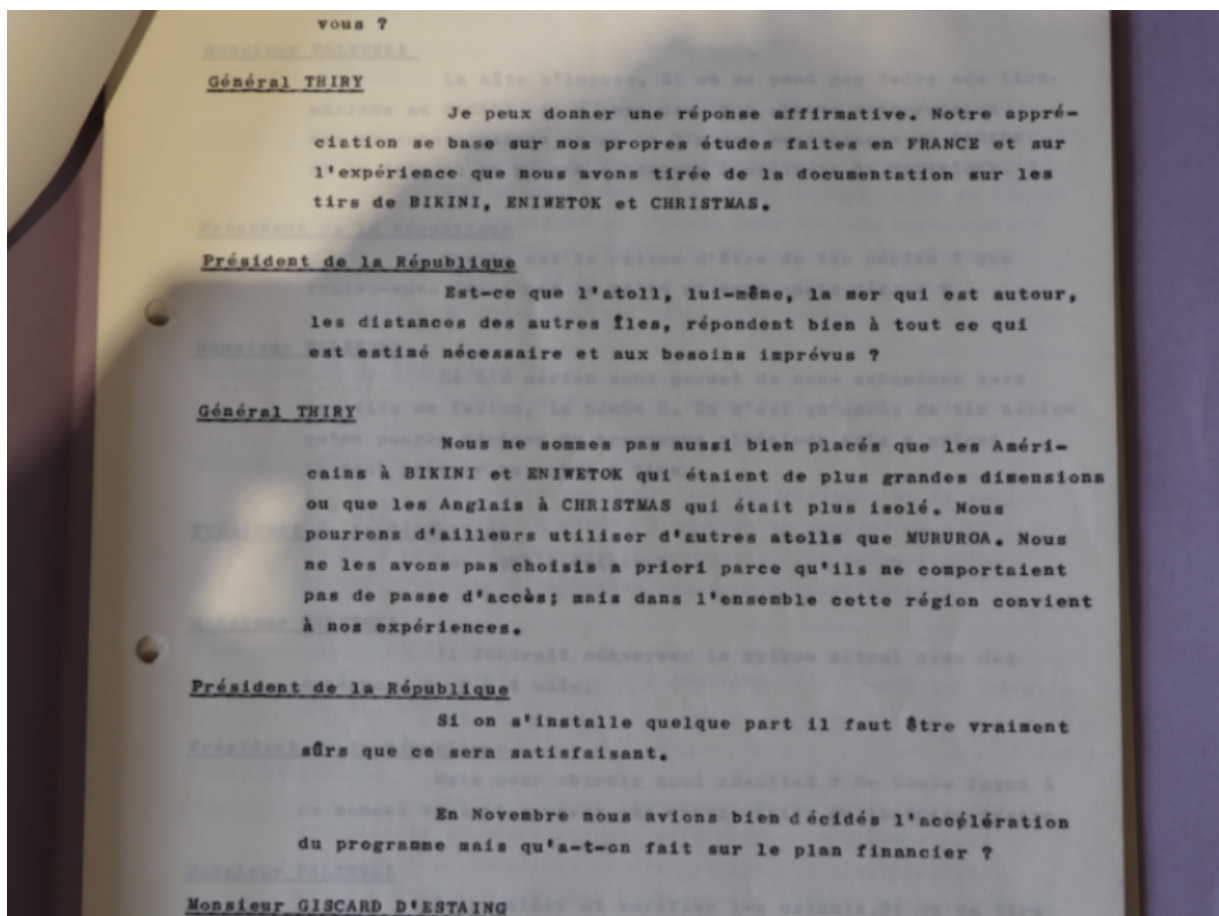 vous ?
Général THIRY
Je peux donner une réponse affirmative. Notre appré-
ciation se base sur nos propres études faites en FRANCE et sur
l'expérience que nous avons tirée de la documentation sur les
tirs de BIKINI, ENIWETOK et CHRISTMAS.
Président de la République
Est-ce que l'atoll, lui-même, la mer qui est autour,
les distances des autres îles, répondent bien à tout ce qui
est estimé nécessaire et aux besoins imprévus ?
Général THIRY
Nous ne sommes pas aussi bien placés que les Améri-
cains à BIKINI et ENIWETOK qui étaient de plus grandes dimensions
ou que les Anglais à CHRISTMAS qui était plus isolé. Nous
pourrons d'ailleurs utiliser d'autres atolls que MURUROA. Nous
ne les avons pas choisis a priori parce qu'ils ne comportaient
pas de passe d'accès; mais dans l'ensemble cette région convient
à nos expériences.
Président de la République
Si on s'installe quelque part il faut être vraiment
sûrs que ce sera satisfaisant.
En Novembre nous avions bien décidés l'accélération
du programme mais qu'a-t-on fait sur le plan financier ?
Monsieur GISCARD D'ESTAING